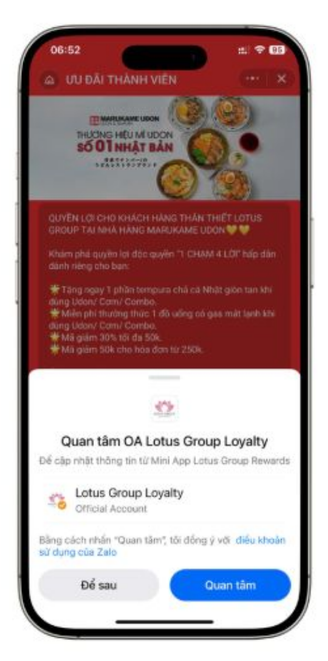 06:52
95
ƯU ĐÃI THÀNH VIÊN
MARUKAME UDON
THƯƠNG HIỆU MÌ UDON
SỐ 01 NHẬT BẢN
QUYỀN LỢI CHO KHÁCH HÀNG THÂN THIẾT LOTUS
GROUP TẠI NHÀ HÀNG MARUKAME UDON💛💛
Khám phá quyền lợi độc quyền "1 CHẠM 4 LỜI" hấp dẫn
dành riêng cho bạn:
🌟Tặng ngay 1 phần tempura chả cá Nhật giòn tan khi
dùng Udon/ Cơm/ Combo.
🌟Miễn phí thưởng thức 1 đồ uống có gas mát lạnh khi
dùng Udon/ Cơm/ Combo.
🌟Mã giảm 30% tối đa 50k.
🌟Mã giảm 50k cho hóa đơn từ 250k.
Quan tâm OA Lotus Group Loyalty
Để cập nhật thông tin từ Mini App Lotus Group Rewards
Lotus Group Loyalty
Official Account
Bằng cách nhấn "Quan tâm", tôi đồng ý với điều khoản
sử dụng của Zalo
Để sau
Quan tâm